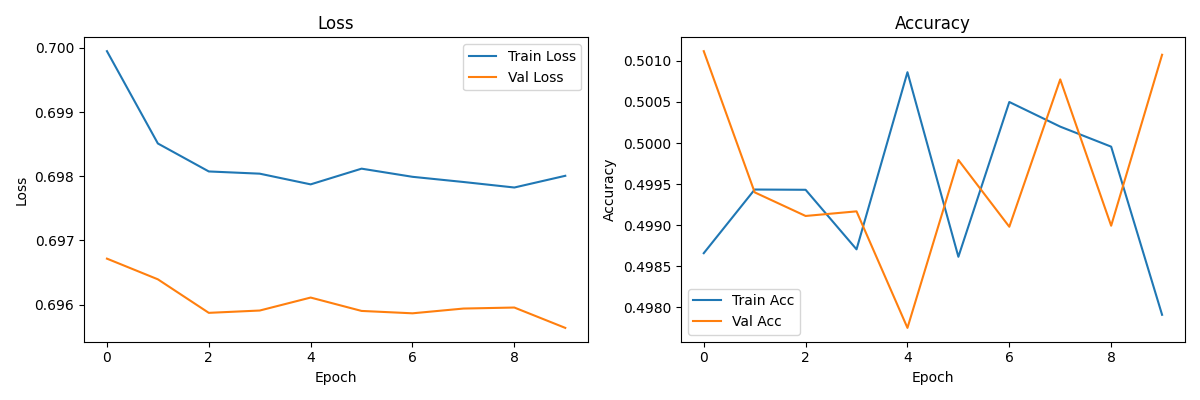 Loss
0.700
0.699
0.698
0.697
0.696
Loss
Train Loss
Val Loss
0 2 4 6 8
Epoch
Accuracy
0.5010
0.5005
0.5000
0.4995
0.4990
0.4985
0.4980
Accuracy
Train Acc
Val Acc
0 2 4 6 8
Epoch